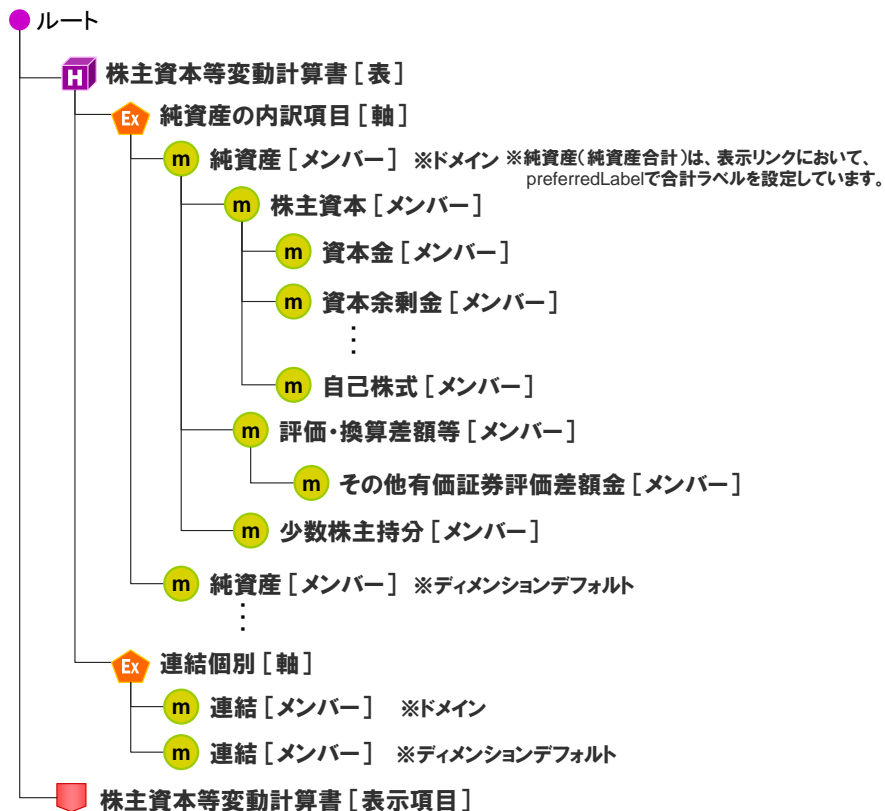 ルート
H 株主資本等変動計算書［表］
Ex 純資産の内訳項目［軸］
m 純資産［メンバー］ ※ドメイン ※純資産（純資産合計）は、表示リンクにおいて、
preferredLabelで合計ラベルを設定しています。
m 株主資本［メンバー］
m 資本金［メンバー］
m 資本余剰金［メンバー］
⋮
m 自己株式［メンバー］
m 評価・換算差額等［メンバー］
m その他有価証券評価差額金［メンバー］
m 少数株主持分［メンバー］
m 純資産［メンバー］ ※ディメンションデフォルト
⋮
Ex 連結個別［軸］
m 連結［メンバー］ ※ドメイン
m 連結［メンバー］ ※ディメンションデフォルト
株主資本等変動計算書［表示項目］